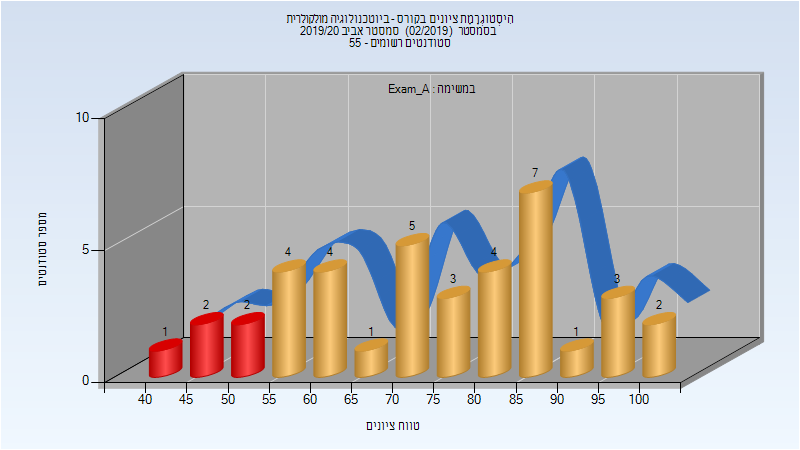 היסטוגרמת ציונים בקורס - ביוטכנולוגיה מולקולרית
בסמסטר (02/2019) סמסטר אביב 2019/20
סטודנטים רשומים - 55
במשימה : Exam_A
מספר סטודנטים
10
5
0
1
2
2
4
4
1
5
3
4
7
1
3
2
40 45 50 55 60 65 70 75 80 85 90 95 100
טווח ציונים